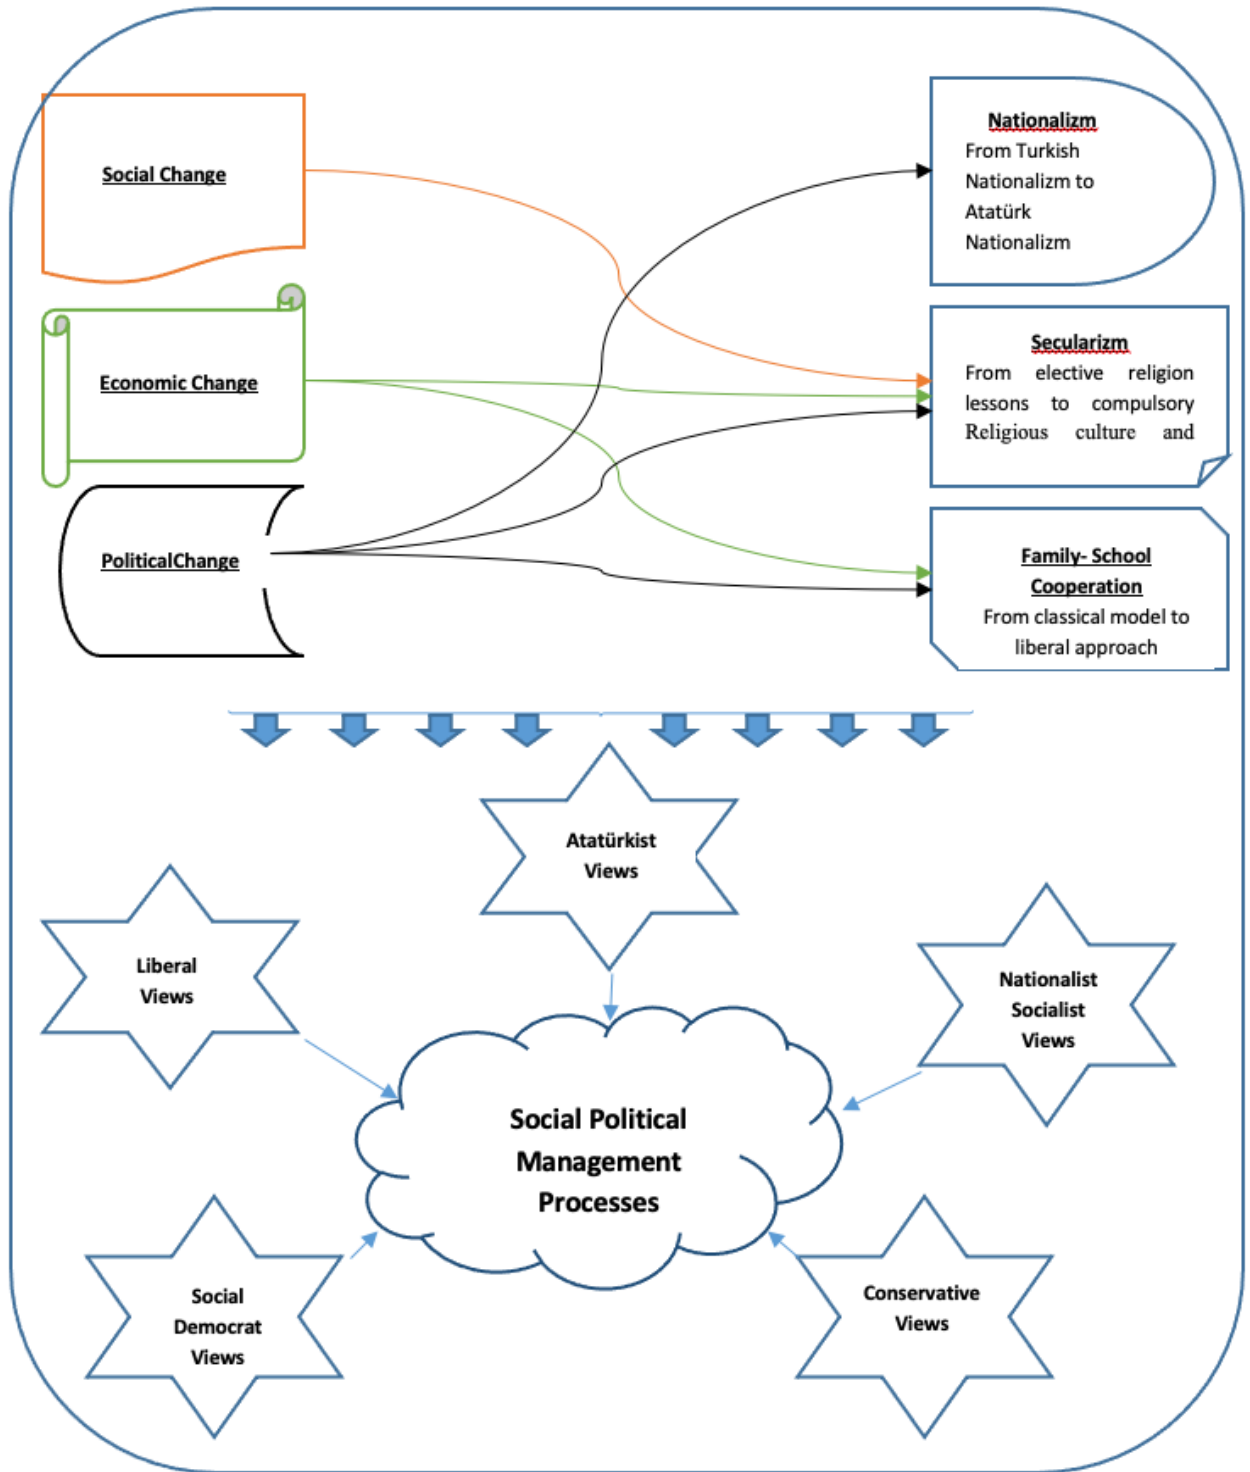 Social Change
Economic Change
PoliticalChange
Nationalizm
From Turkish
Nationalizm to
Atatürk
Nationalizm
Secularizm
From elective religion
lessons to compulsory
Religious culture and
Family- School
Cooperation
From classical model to
liberal approach
Atatürkist
Views
Liberal
Views
Nationalist
Socialist
Views
Social Political
Management
Processes
Social
Democrat
Views
Conservative
Views